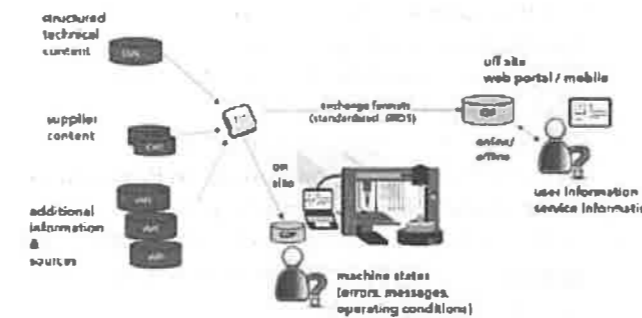 structured
technical
content
supplier
content
additional
information
&
sources
exchange formats
(standardized, iiRDS)
on
site
off site
web portal / mobile
online/
offline
user information
service informati
machine states
(errors, messages,
operating conditions)